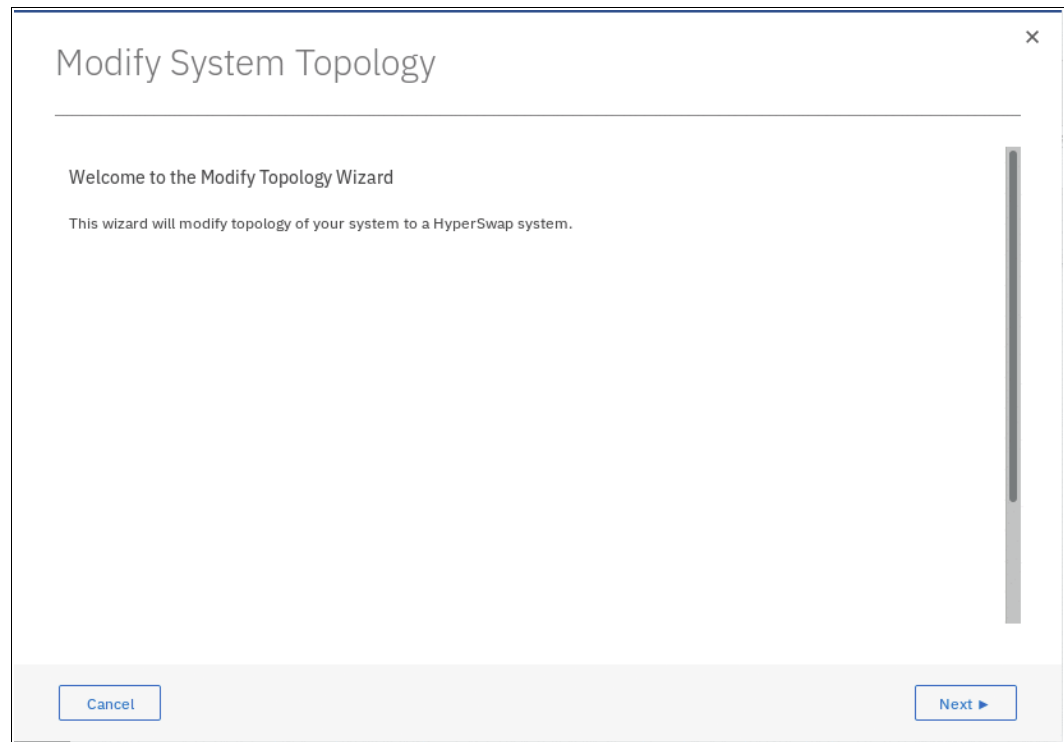 Modify System Topology
Welcome to the Modify Topology Wizard
This wizard will modify topology of your system to a HyperSwap system.
Cancel
Next ►